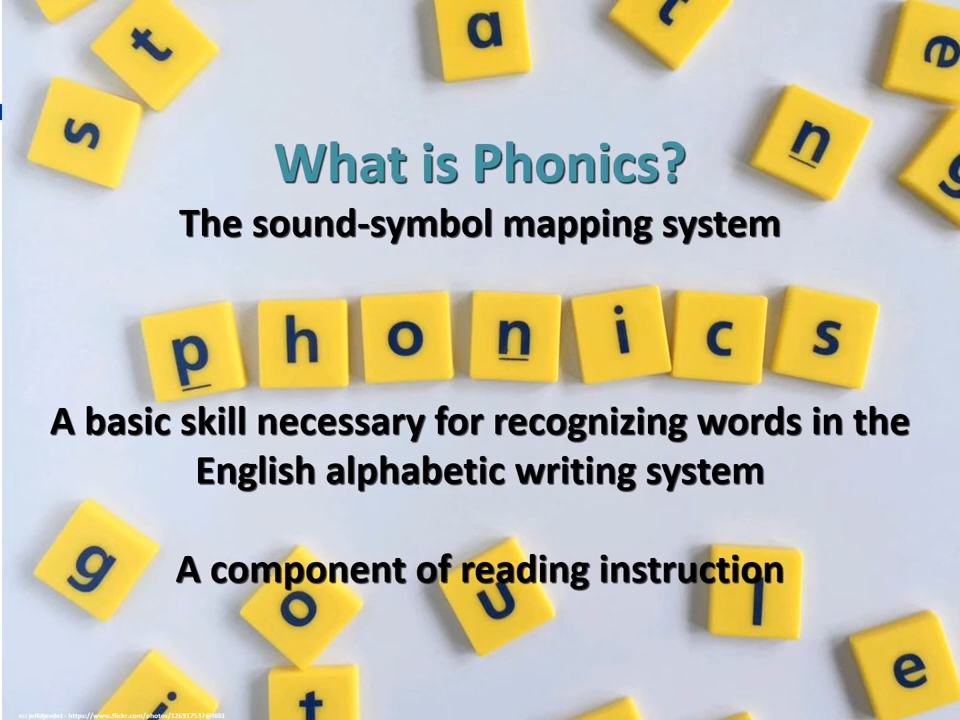 t
a
t
e
s
n
g
What is Phonics?
The sound-symbol mapping system
p h o n i c s
A basic skill necessary for recognizing words in the
English alphabetic writing system
g
A component of reading instruction
o
u
l
e
i
t